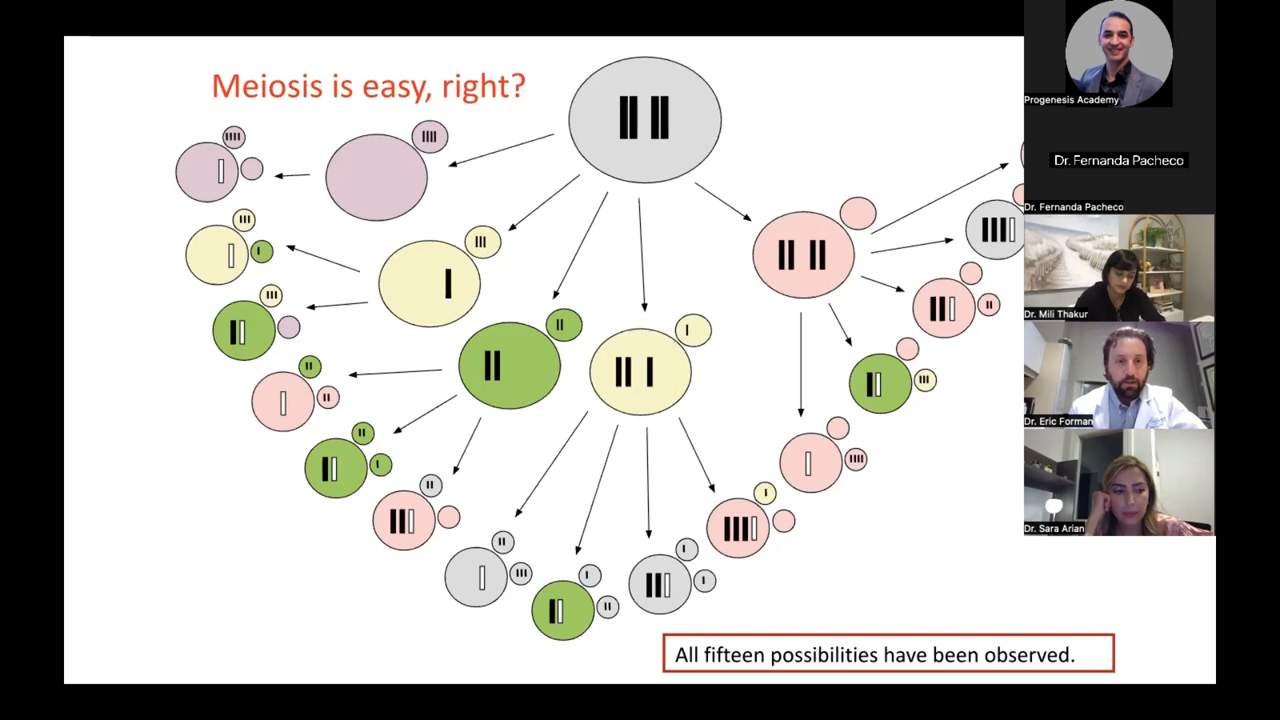 Meiosis is easy, right?
Progenesis Academy
Dr. Fernanda Pacheco
Dr. Fernanda Pacheco
Dr. Mili Thakur
Dr. Eric Forman
Dr. Sara Arian
All fifteen possibilities have been observed.